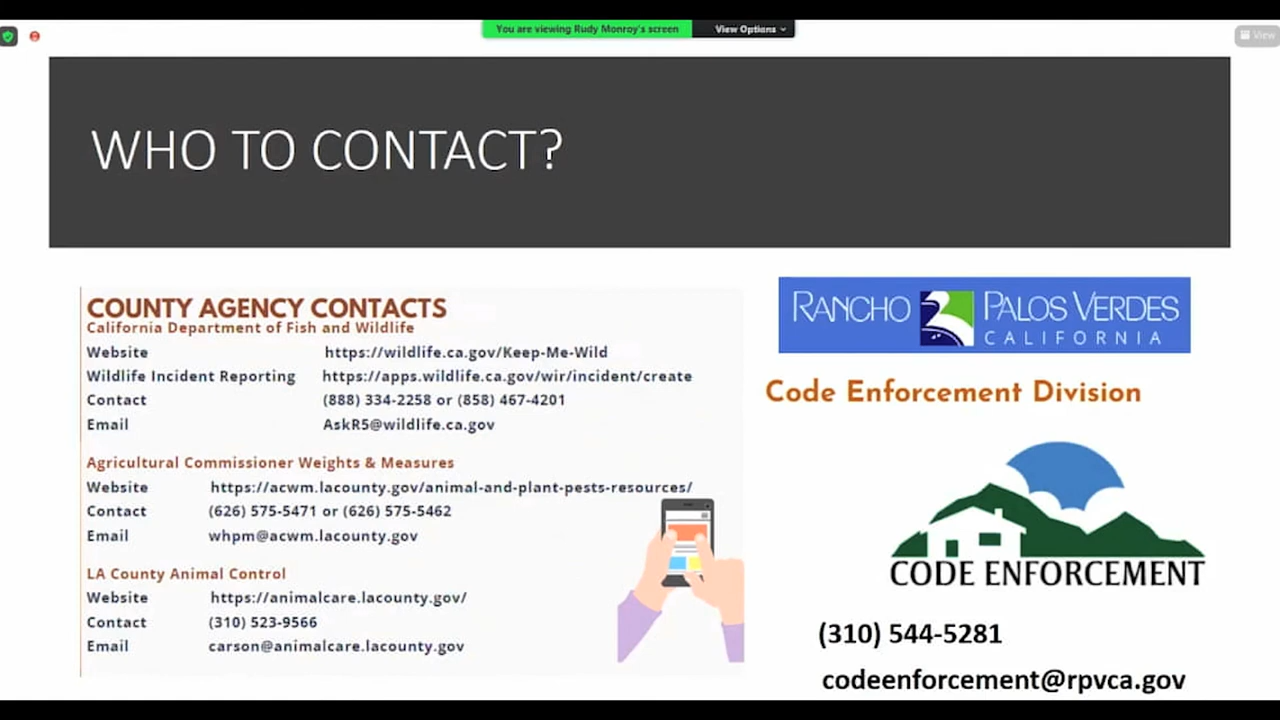 You are viewing Rudy Monroy's screen
View Options
View
WHO TO CONTACT?
COUNTY AGENCY CONTACTS
California Department of Fish and Wildlife
Website https://wildlife.ca.gov/Keep-Me-Wild
Wildlife Incident Reporting https://apps.wildlife.ca.gov/wir/incident/create
Contact (888) 334-2258 or (858) 467-4201
Email AskR5@wildlife.ca.gov
Agricultural Commissioner Weights & Measures
Website https://acwm.lacounty.gov/animal-and-plant-pests-resources/
Contact (626) 575-5471 or (626) 575-5462
Email whpm@acwm.lacounty.gov
LA County Animal Control
Website https://animalcare.lacounty.gov/
Contact (310) 523-9566
Email carson@animalcare.lacounty.gov
RANCHO PALOS VERDES
CALIFORNIA
Code Enforcement Division
CODE ENFORCEMENT
(310) 544-5281
codeenforcement@rpvca.gov